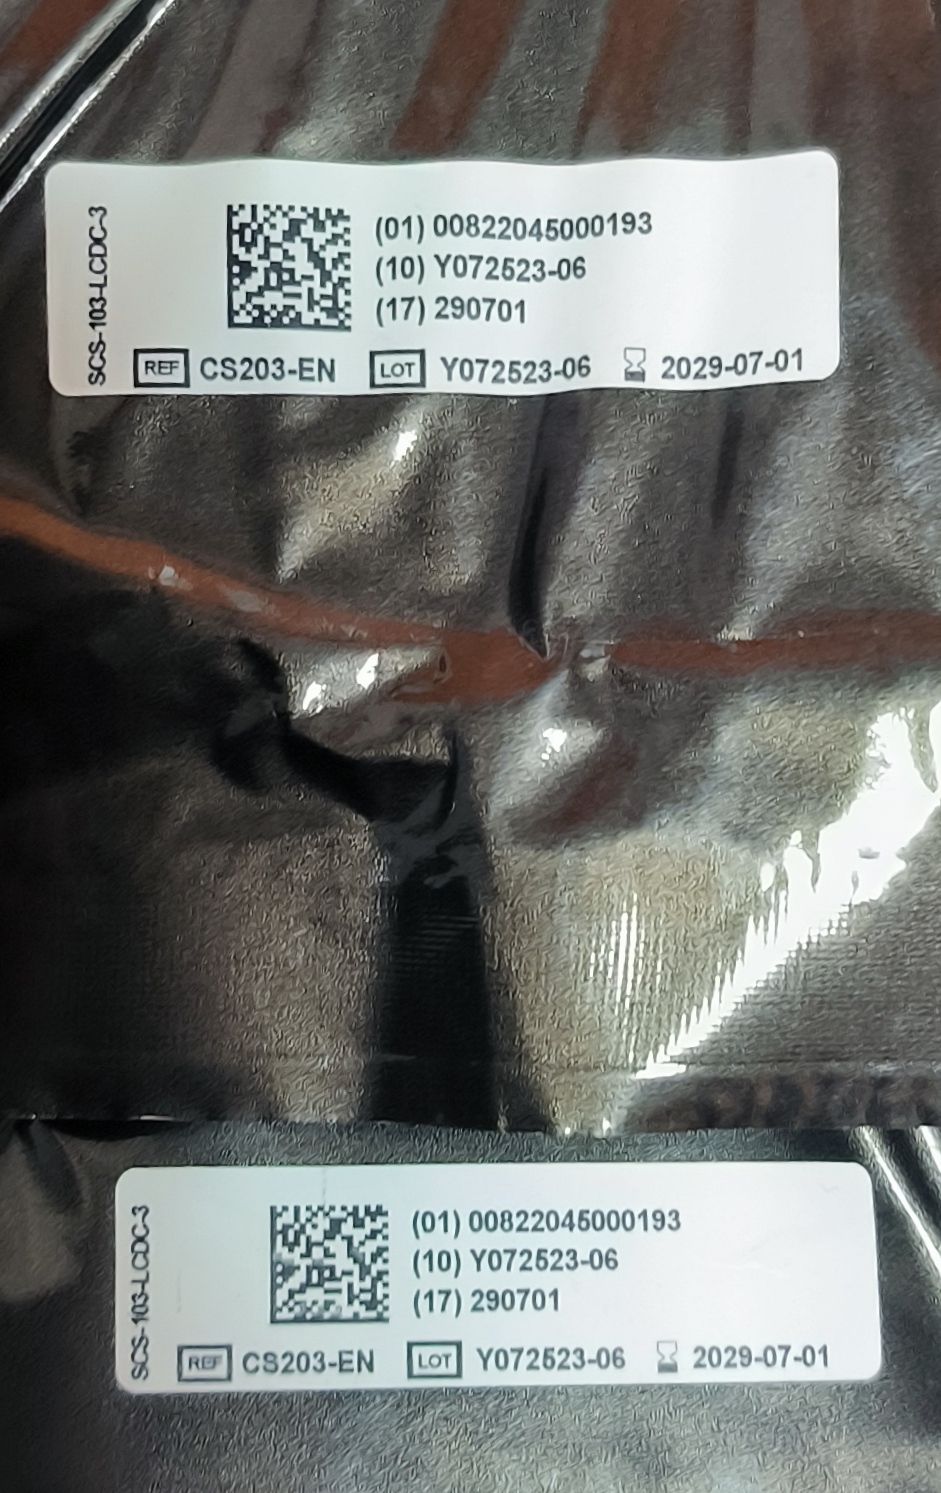 SCS-103-LCDC-3
(01) 00822045000193
(10) Y072523-06
(17) 290701
REF CS203-EN LOT Y072523-06 2029-07-01
SCS-103-LCDC-3
(01) 00822045000193
(10) Y072523-06
(17) 290701
REF CS203-EN LOT Y072523-06 2029-07-01